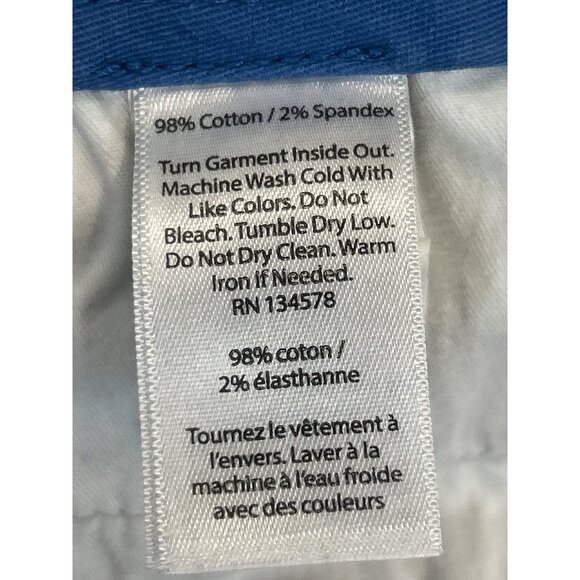 98% Cotton / 2% Spandex
Turn Garment Inside Out.
Machine Wash Cold With
Like Colors. Do Not
Bleach. Tumble Dry Low.
Do Not Dry Clean. Warm
Iron if Needed.
RN 134578
98% coton /
2% élasthanne
Tournez le vêtement à
l'envers. Laver à la
machine à l'eau froide
avec des couleurs